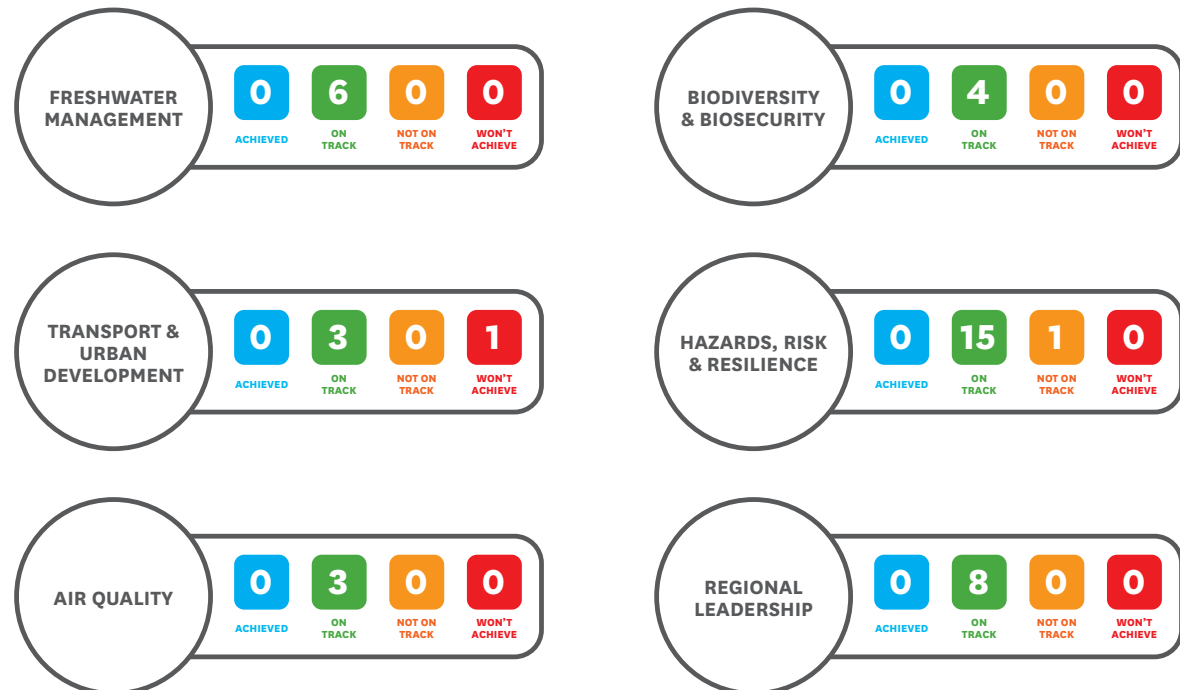 FRESHWATER
MANAGEMENT
0 6 0 0
ACHIEVED
ON
TRACK
NOT ON
TRACK
WON'T
ACHIEVE
BIODIVERSITY
& BIOSECURITY
0 4 0 0
ACHIEVED
ON
TRACK
NOT ON
TRACK
WON'T
ACHIEVE
TRANSPORT &
URBAN
DEVELOPMENT
0 3 0 1
ACHIEVED
ON
TRACK
NOT ON
TRACK
WON'T
ACHIEVE
HAZARDS, RISK
& RESILIENCE
0 15 1 0
ACHIEVED
ON
TRACK
NOT ON
TRACK
WON'T
ACHIEVE
AIR QUALITY
0 3 0 0
ACHIEVED
ON
TRACK
NOT ON
TRACK
WON'T
ACHIEVE
REGIONAL
LEADERSHIP
0 8 0 0
ACHIEVED
ON
TRACK
NOT ON
TRACK
WON'T
ACHIEVE